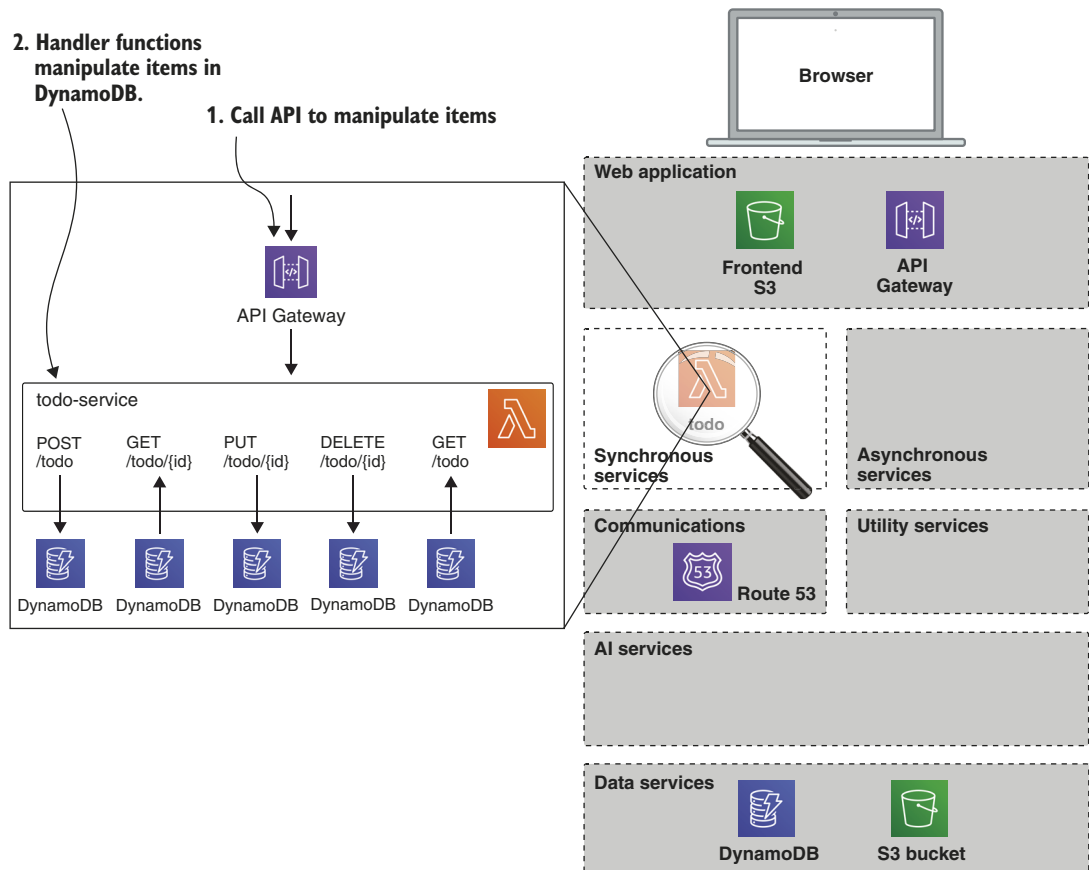 2. Handler functions
manipulate items in
DynamoDB.
1. Call API to manipulate items
API Gateway
todo-service
POST
/todo
GET
/todo/{id}
PUT
/todo/{id}
DELETE
/todo/{id}
GET
/todo
DynamoDB
DynamoDB
DynamoDB
DynamoDB
DynamoDB
Browser
Web application
Frontend
S3
API
Gateway
todo
Synchronous
services
Asynchronous
services
Communications
53
Route 53
Utility services
AI services
Data services
DynamoDB
S3 bucket